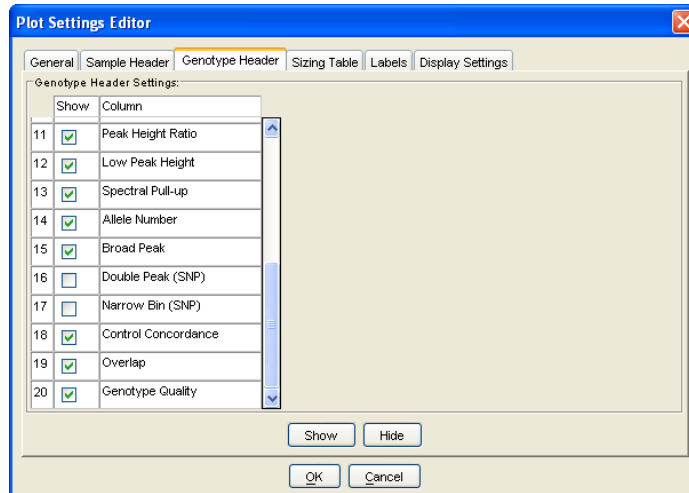 Plot Settings Editor
General Sample Header Genotype Header Sizing Table Labels Display Settings
Genotype Header Settings:
Show Column
11 Peak Height Ratio
12 Low Peak Height
13 Spectral Pull-up
14 Allele Number
15 Broad Peak
16 Double Peak (SNP)
17 Narrow Bin (SNP)
18 Control Concordance
19 Overlap
20 Genotype Quality
Show Hide
OK Cancel